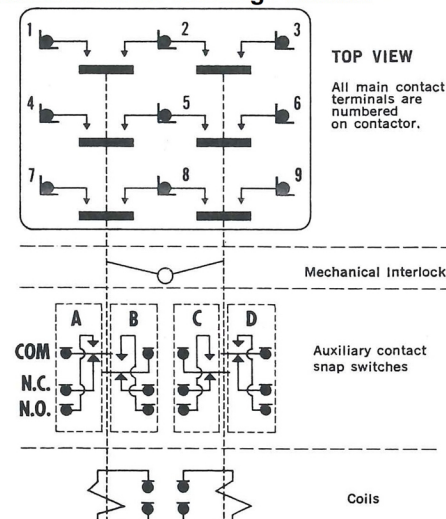 1 2 3
TOP VIEW
All main contact
terminals are
numbered
on contactor.
4 5 6
7 8 9
Mechanical Interlock
A B C D
COM
N.C.
N.O.
Auxiliary contact
snap switches
Coils